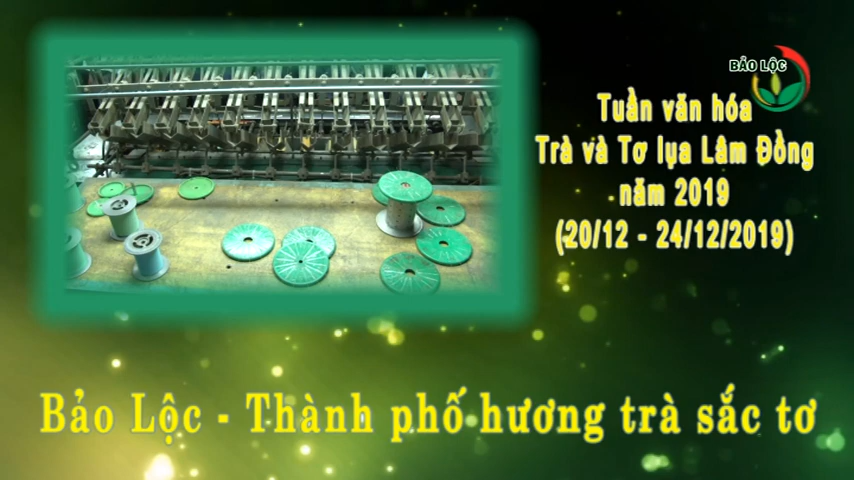 BẢO LỘC
Tuần văn hóa
Trà và Tơ lụa Lâm Đồng
năm 2019
(20/12 - 24/12/2019)
Bảo Lộc - Thành phố hương trà sắc tơ